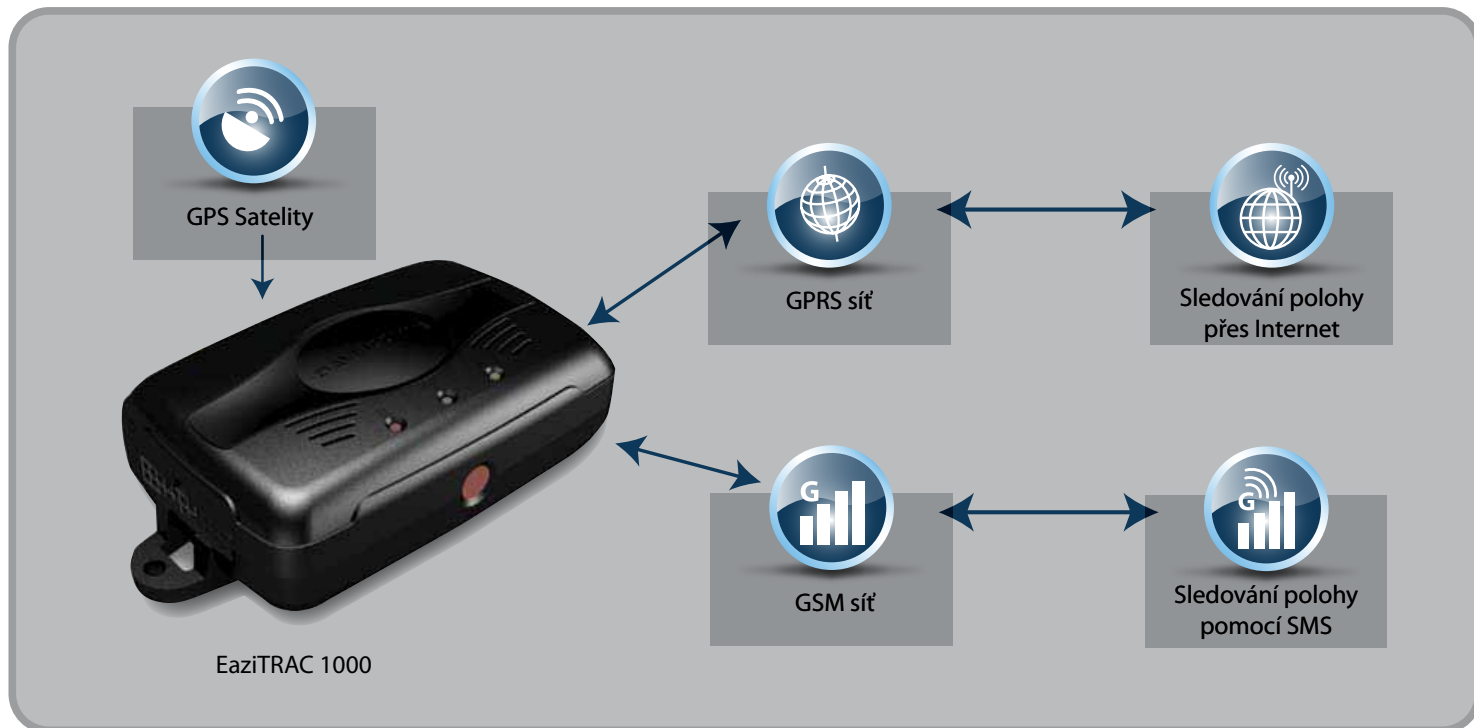 GPS Satelity
GPRS síť
Sledování polohy
přes Internet
G
GSM síť
G
Sledování polohy
pomocí SMS
EaziTRAC 1000